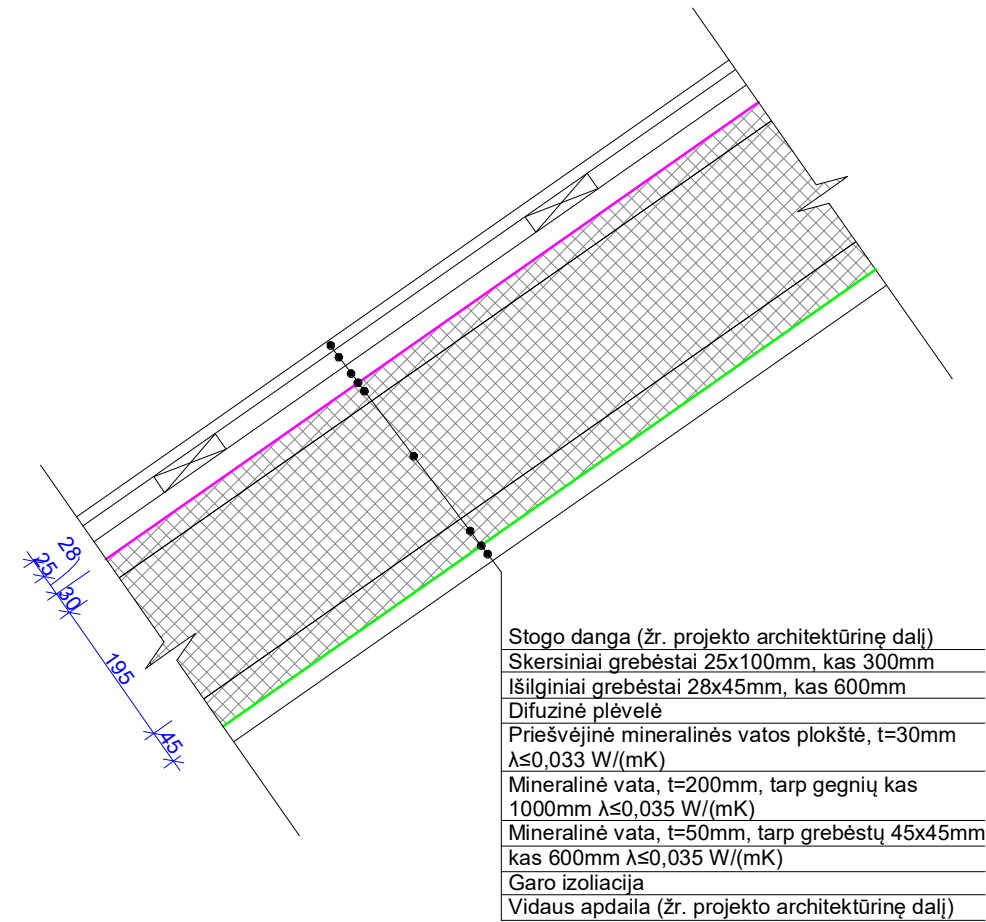 28
25
30
195
45
Stogo danga (žr. projekto architektūrinę dalį)
Skersiniai grebėstai 25x100mm, kas 300mm
Išilginiai grebėstai 28x45mm, kas 600mm
Difuzinė plėvelė
Priešvėjinė mineralinės vatos plokštė, t=30mm
λ≤0,033 W/(mK)
Mineralinė vata, t=200mm, tarp gegnių kas
1000mm λ≤0,035 W/(mK)
Mineralinė vata, t=50mm, tarp grebėstų 45x45mm
kas 600mm λ≤0,035 W/(mK)
Garo izoliacija
Vidaus apdaila (žr. projekto architektūrinę dalį)